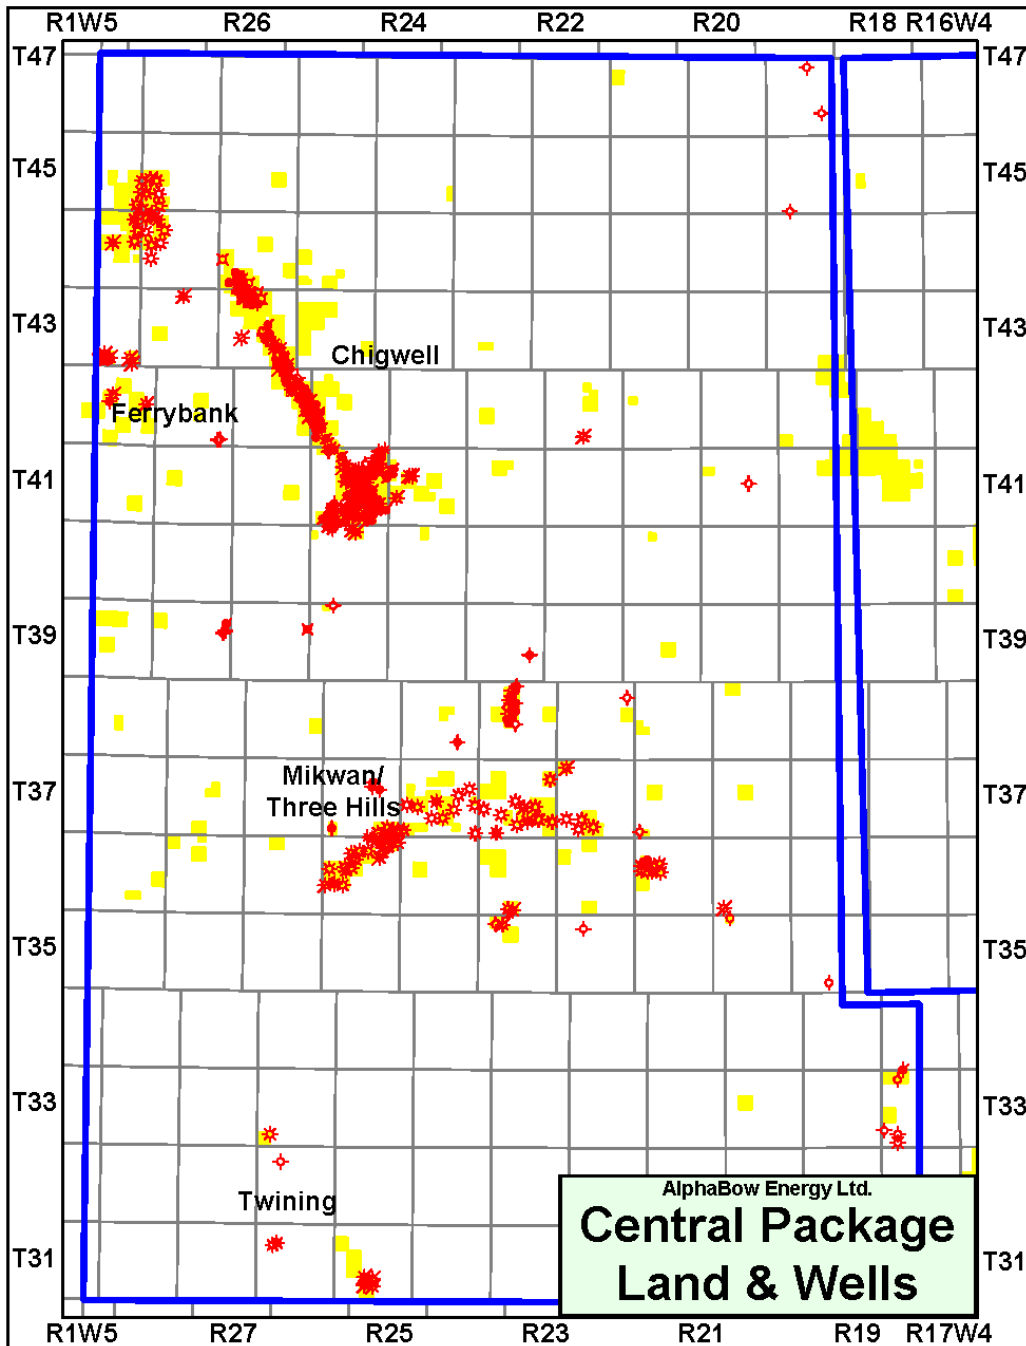 R1W5 R26 R24 R22 R20 R18 R16W4
T47 T47
T45 T45
T43 T43
Chigwell
Ferrybank
T41 T41
T39 T39
Mikwan/
Three Hills
T37 T37
T35 T35
T33 T33
Twining
T31 T31
AlphaBow Energy Ltd.
Central Package
Land & Wells
R1W5 R27 R25 R23 R21 R19 R17W4